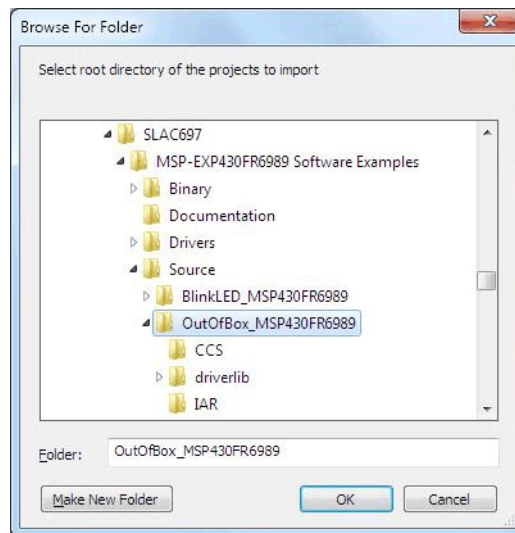 Browse For Folder
Select root directory of the projects to import
SLAC697
MSP-EXP430FR6989 Software Examples
Binary
Documentation
Drivers
Source
BlinkLED_MSP430FR6989
OutOfBox_MSP430FR6989
CCS
driverlib
IAR
Folder: OutOfBox_MSP430FR6989
Make New Folder OK Cancel